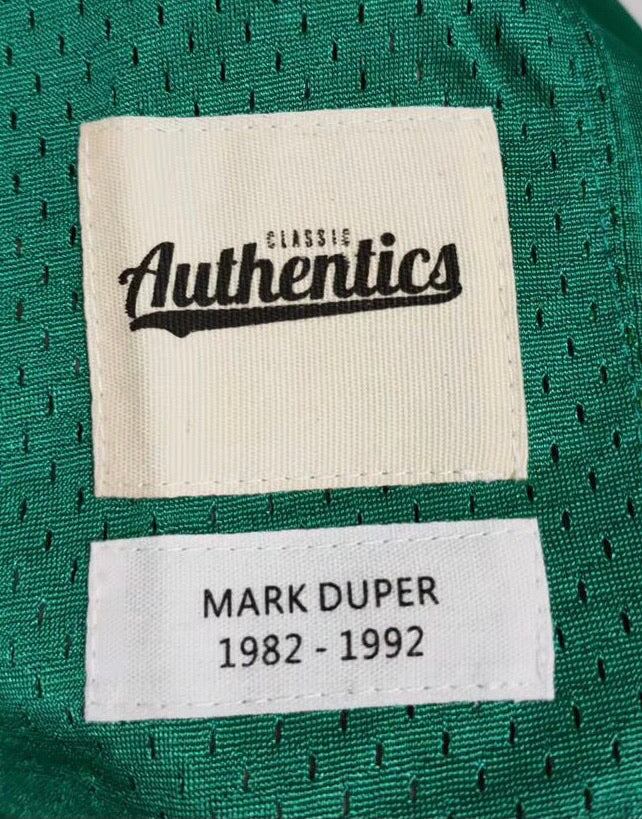 CLASSIC
Authentics
MARK DUPER
1982 - 1992